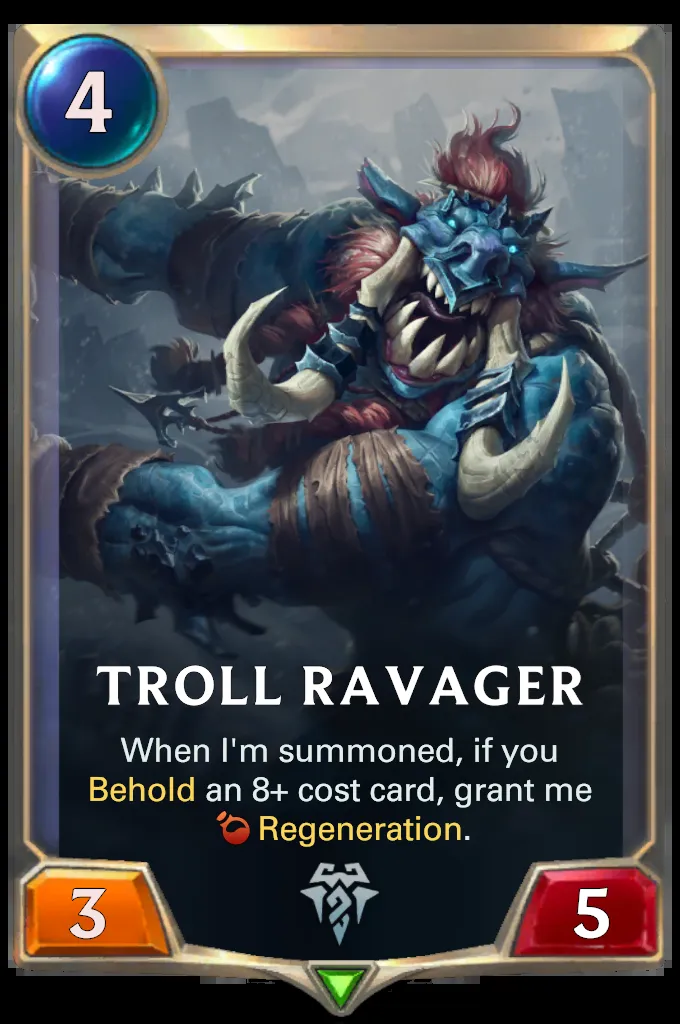 4
TROLL RAVAGER
When I'm summoned, if you
Behold an 8+ cost card, grant me
Regeneration.
3
5